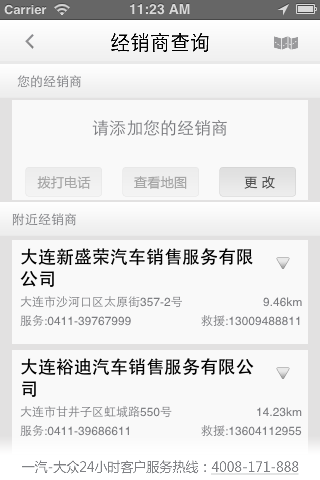 Carrier 11:23 AM
经销商查询
您的经销商
请添加您的经销商
拨打电话 查看地图 更 改
附近经销商
大连新盛荣汽车销售服务有限
公司
大连市沙河口区太原街357-2号 9.46km
服务:0411-39767999 救援:13009488811
大连裕迪汽车销售服务有限公
司
大连市甘井子区虹城路550号 14.23km
服务:0411-39686611 救援:13604112955
一汽-大众24小时客户服务热线：4008-171-888